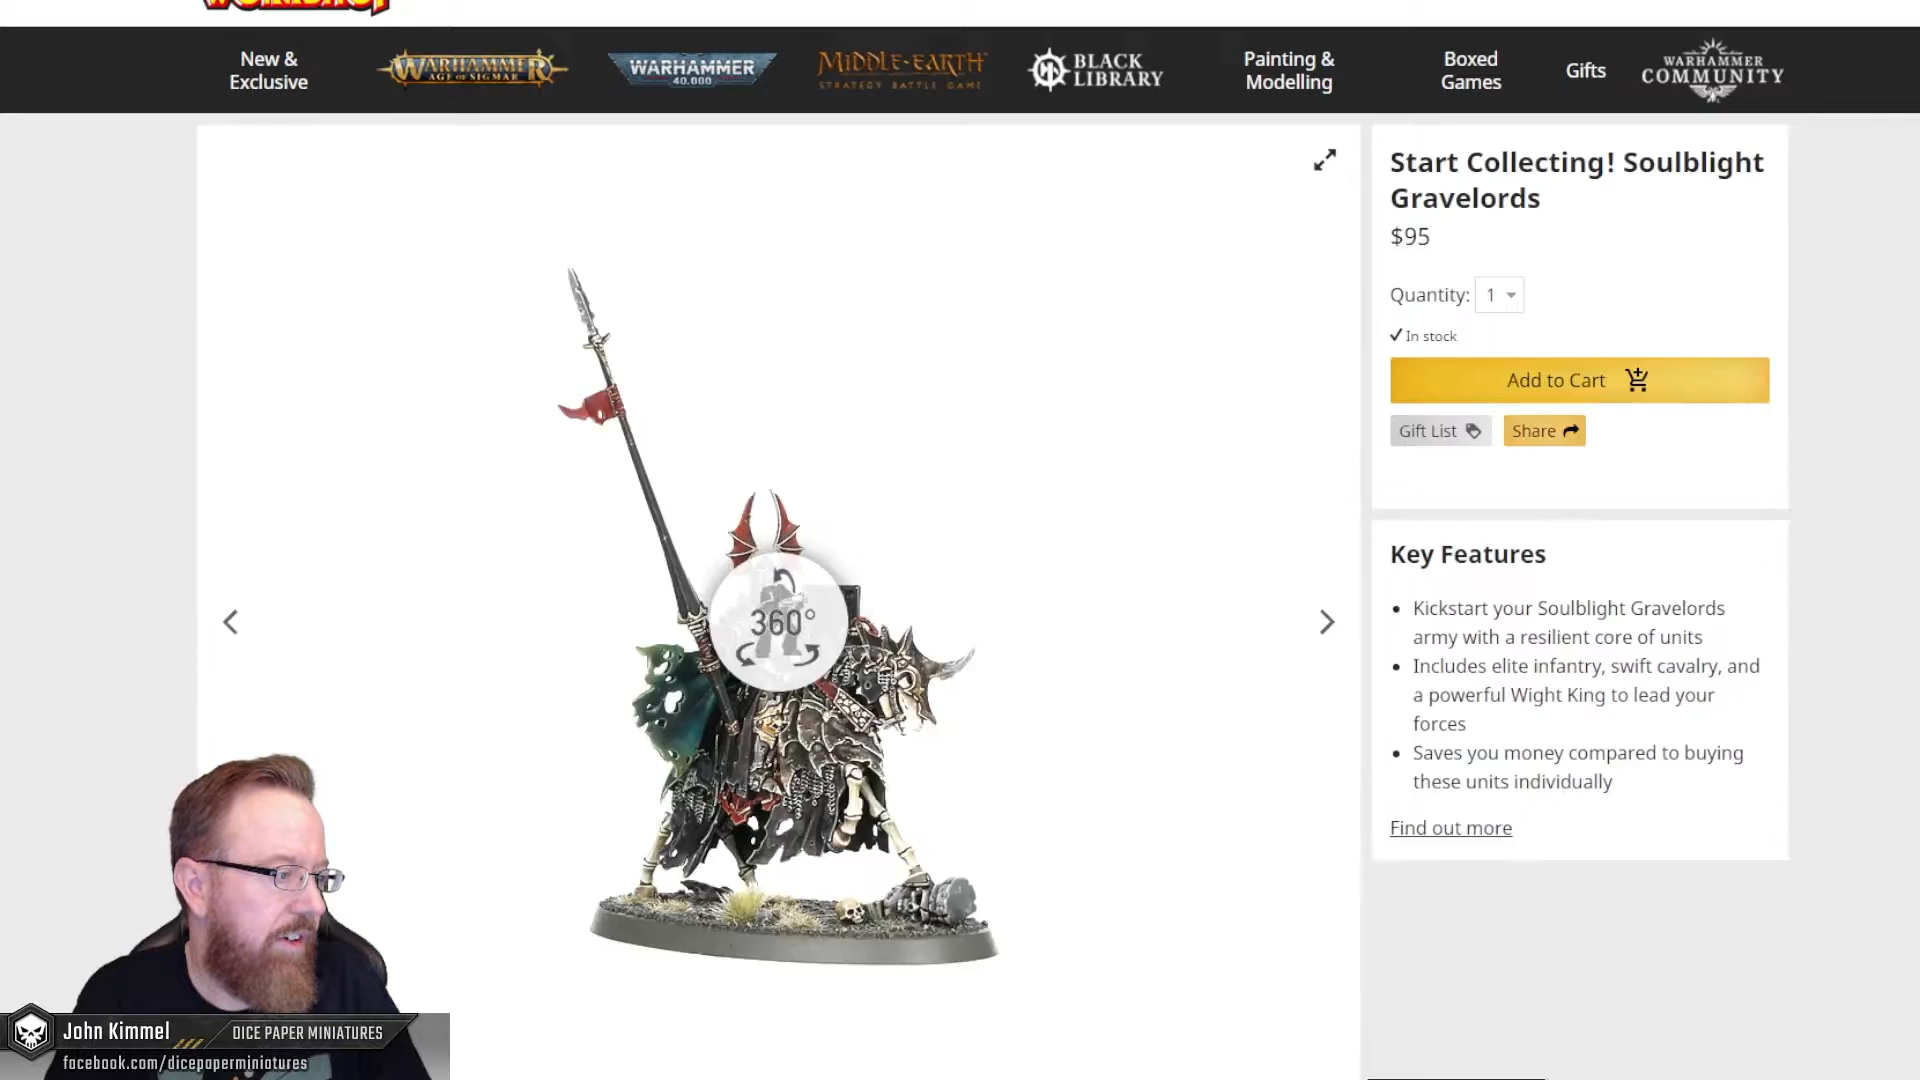 WORKSHOP
New &
Exclusive
WARHAMMER
AGE OF SIGMAR
WARHAMMER
40,000
MIDDLE-EARTH
STRATEGY BATTLE GAME
BLACK
LIBRARY
Painting &
Modelling
Boxed
Games
Gifts
WARHAMMER
COMMUNITY
Start Collecting! Soulblight
Gravelords
$95
Quantity: 1
In stock
Add to Cart
Gift List
Share
360°
Key Features
• Kickstart your Soulblight Gravelords
army with a resilient core of units
• Includes elite infantry, swift cavalry, and
a powerful Wight King to lead your
forces
• Saves you money compared to buying
these units individually
Find out more
John Kimmel
DICE PAPER MINIATURES
facebook.com/dicepaperminiatures